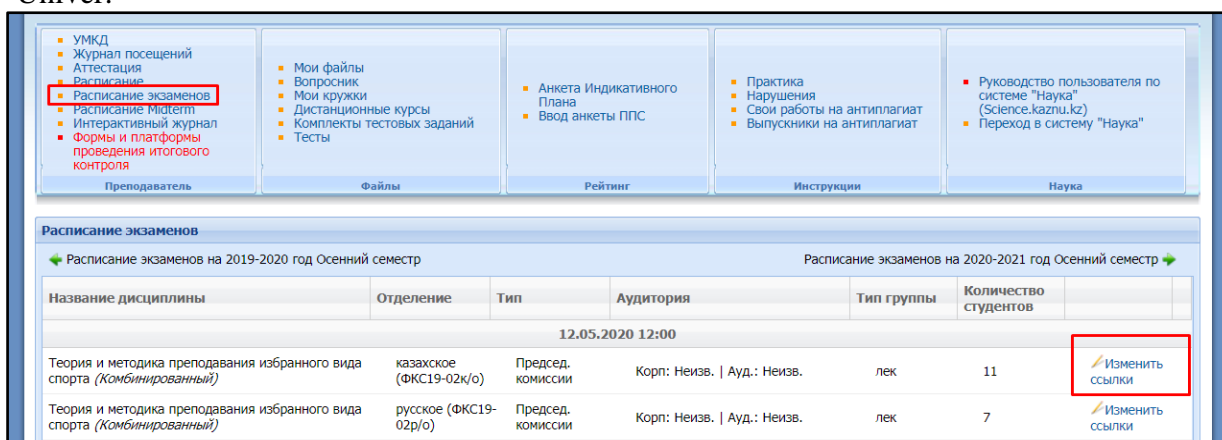 Univer.
УМКД
Журнал посещений
Аттестация
Расписание
Расписание экзаменов
Расписание Midterm
Интерактивный журнал
Формы и платформы
проведения итогового
контроля
Преподаватель
Мои файлы
Вопросник
Мои кружки
Дистанционные курсы
Комплекты тестовых заданий
Тесты
Файлы
Анкета Индикативного
Плана
Ввод анкеты ППС
Рейтинг
Практика
Нарушения
Свои работы на антиплагиат
Выпускники на антиплагиат
Инструкции
Руководство пользователя по
системе "Наука"
(Science.kaznu.kz)
Переход в систему "Наука"
Наука
Расписание экзаменов
Расписание экзаменов на 2019-2020 год Осенний семестр Расписание экзаменов на 2020-2021 год Осенний семестр
Название дисциплины Отделение Тип Аудитория Тип группы Количество
студентов
12.05.2020 12:00
Теория и методика преподавания избранного вида казахское Председ. Корп: Неизв. | Ауд.: Неизв. лек 11 Изменить
спорта (Комбинированный) (ФКС19-02к/о) комиссии ссылки
Теория и методика преподавания избранного вида русское (ФКС19- Председ. Корп: Неизв. | Ауд.: Неизв. лек 7 Изменить
спорта (Комбинированный) 02р/о) комиссии ссылки